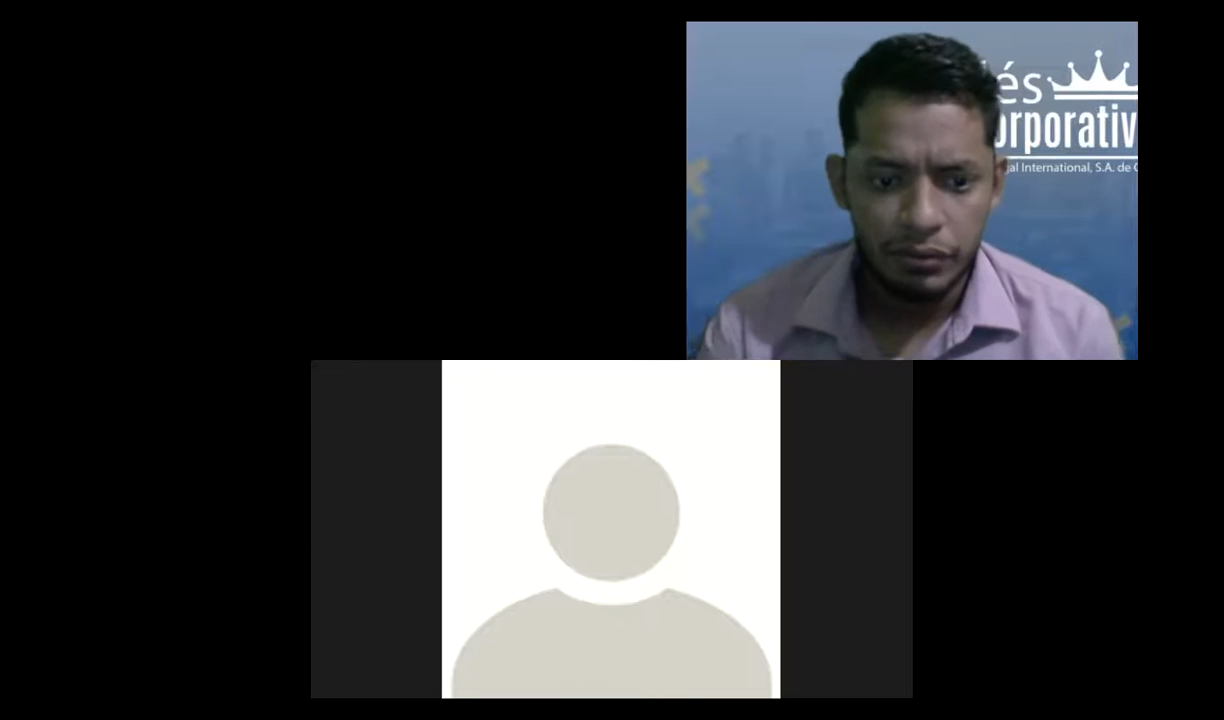 és
orporativ
al International, S.A. de